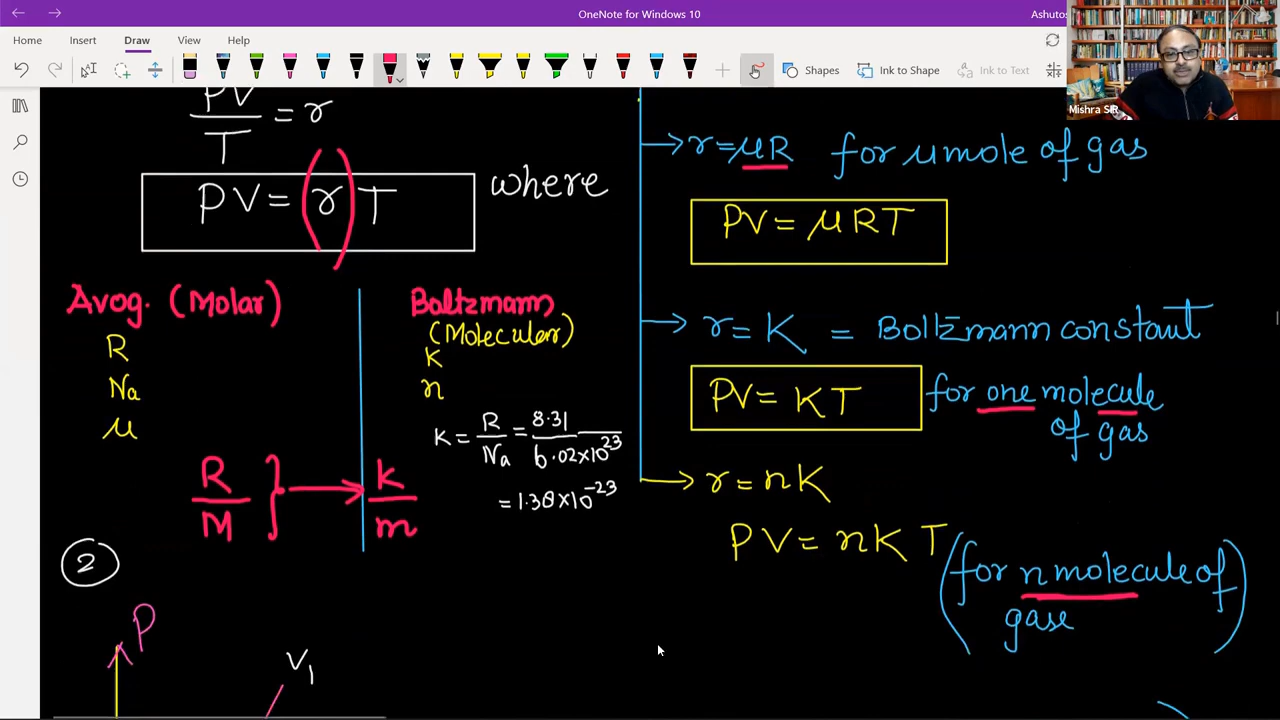 OneNote for Windows 10
Ashuto
Home Insert Draw View Help
Shapes
Ink to Shape
Ink to Text
Mishra SIR
PV/T = r
PV = (r) T where
Avog. (Molar)
R
Na
μ
R/M } → k/m
Boltzmann
(Molecular)
K
n
K = R/Na = 8.31/6.02×10²³
= 1.38×10⁻²³
→ r = μR for μ mole of gas
PV = μRT
→ r = K = Boltzmann constant
PV = KT for one molecule
of gas
→ r = nK
PV = nKT
(for n molecule of
gase)
2
P
V₁